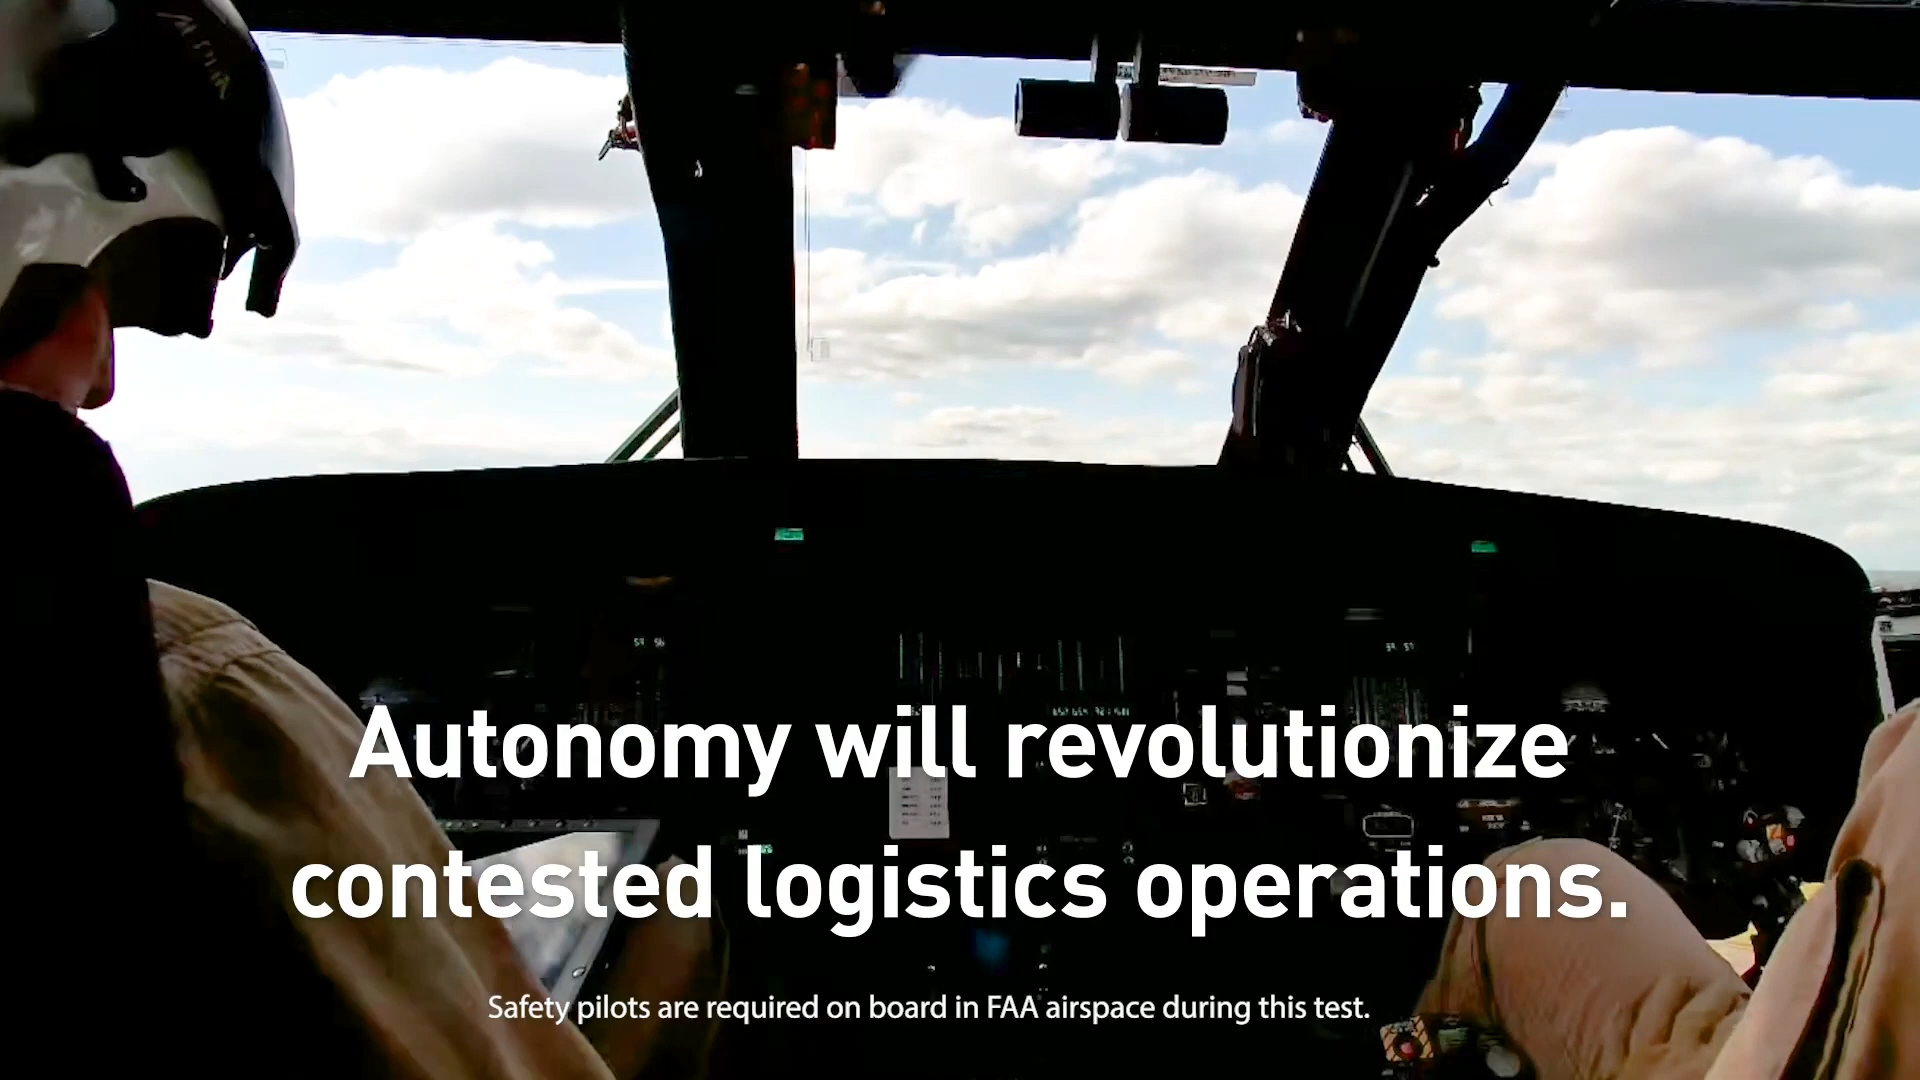 Autonomy will revolutionize
contested logistics operations.
Safety pilots are required on board in FAA airspace during this test.